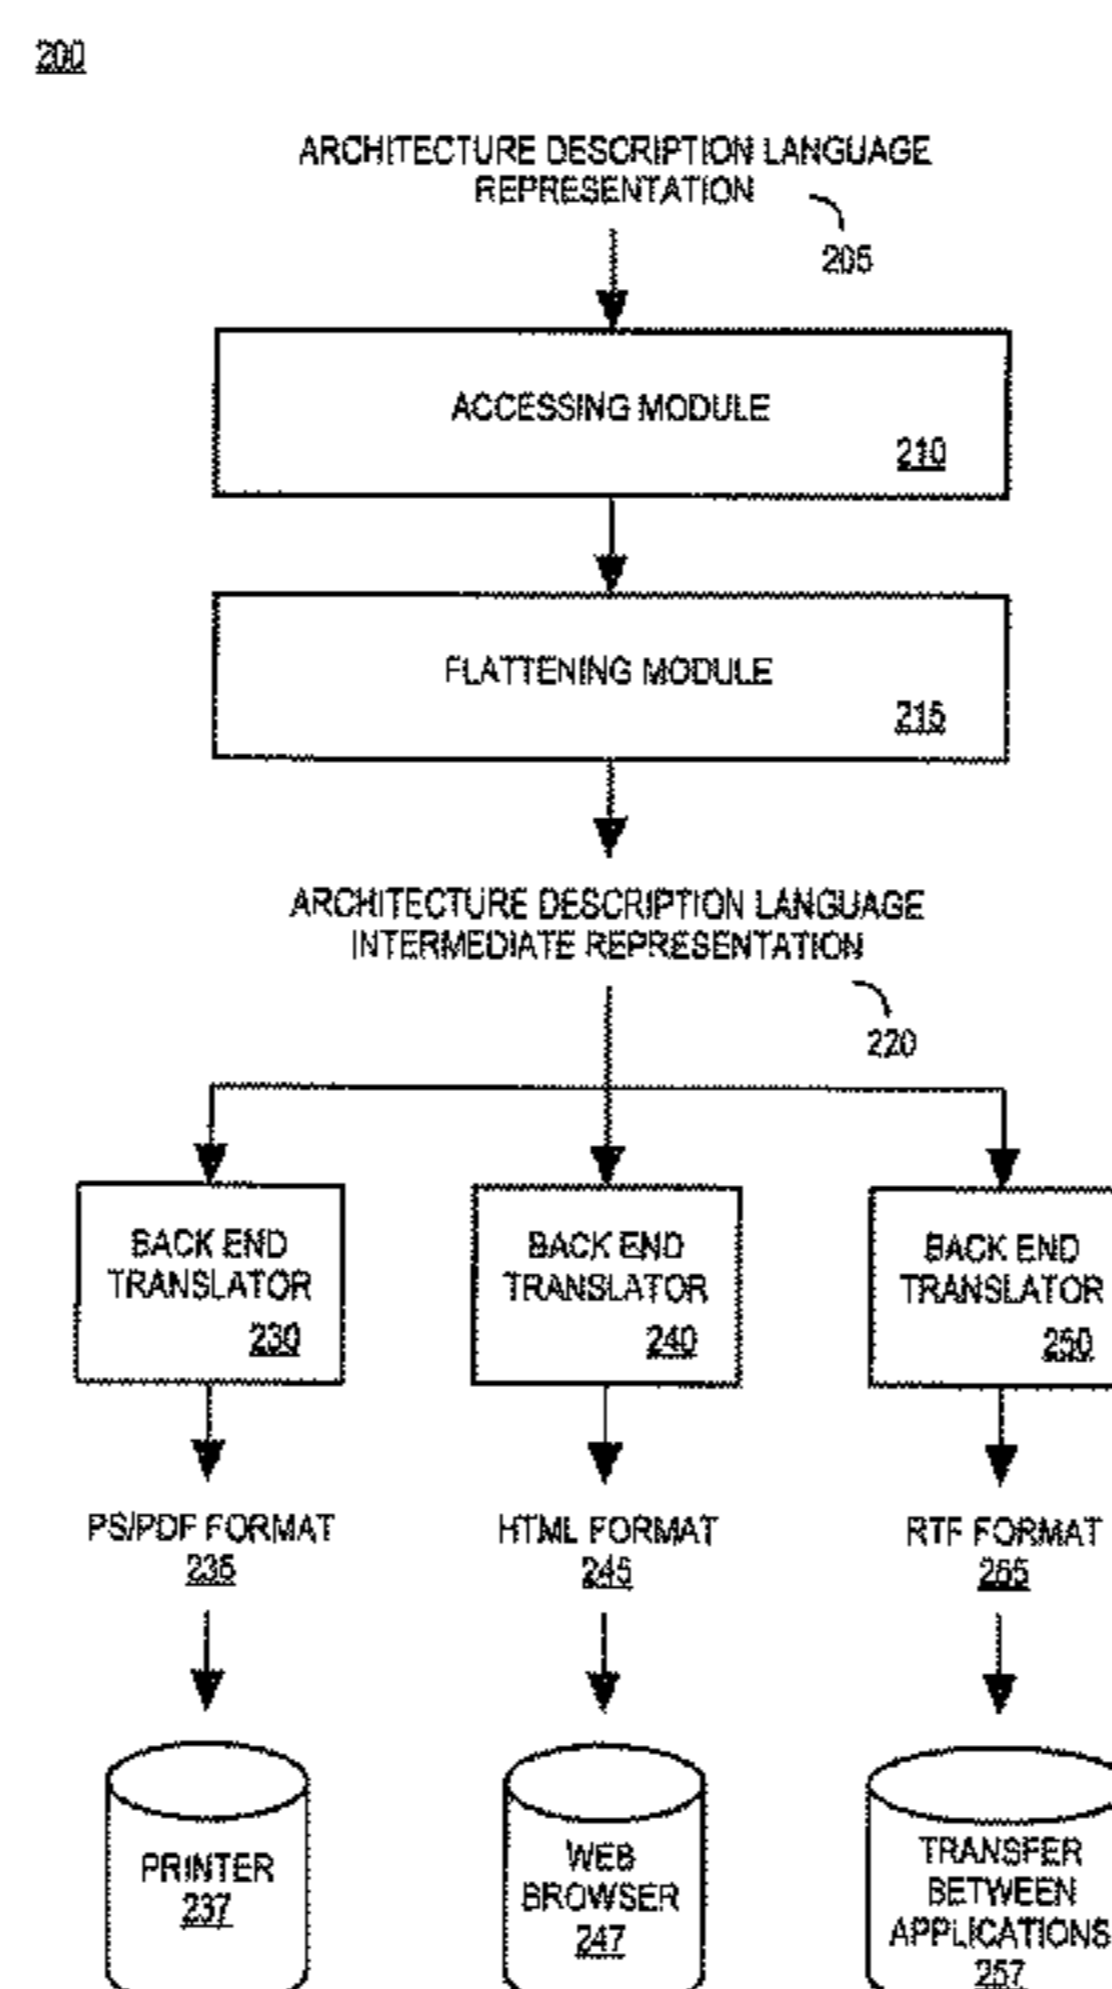 200
ARCHITECTURE DESCRIPTION LANGUAGE
REPRESENTATION
205
ACCESSING MODULE
210
FLATTENING MODULE
215
ARCHITECTURE DESCRIPTION LANGUAGE
INTERMEDIATE REPRESENTATION
220
BACK END
TRANSLATOR
230
BACK END
TRANSLATOR
240
BACK END
TRANSLATOR
250
PS/PDF FORMAT
235
HTML FORMAT
245
RTF FORMAT
255
PRINTER
237
WEB
BROWSER
247
TRANSFER
BETWEEN
APPLICATIONS
257